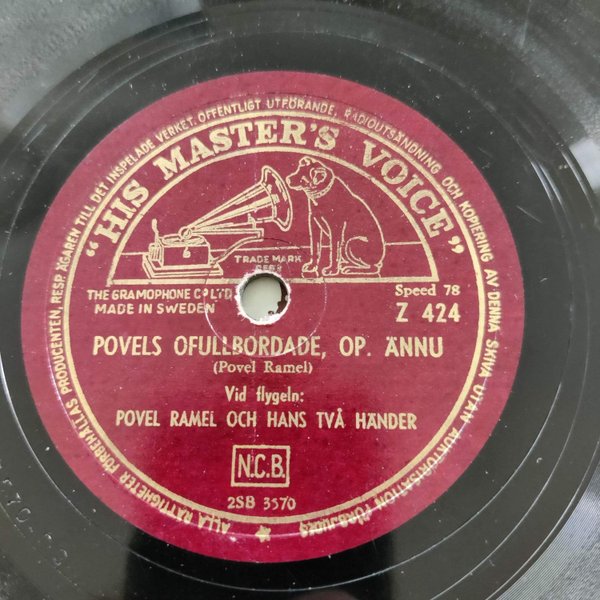 ALLA RÄTTIGHETER FÖRBEHÅLLAS PRODUCENTEN, RESP. ÄGAREN TILL DET INSPELADE VERKET. OFFENTLIGT UTFÖRANDE, RADIOUTSÄNDNING OCH KOPIERING AV DENNA SKIVA UTAN AUKTORISATION FÖRBJUDES
"HIS MASTER'S VOICE"
TRADE MARK
THE GRAMOPHONE Co LTD.
MADE IN SWEDEN
Speed 78
Z 424
POVELS OFULLBORDADE, OP. ÄNNU
(Povel Ramel)
Vid flygeln:
POVEL RAMEL OCH HANS TVÅ HÄNDER
N.C.B.
2SB 3570